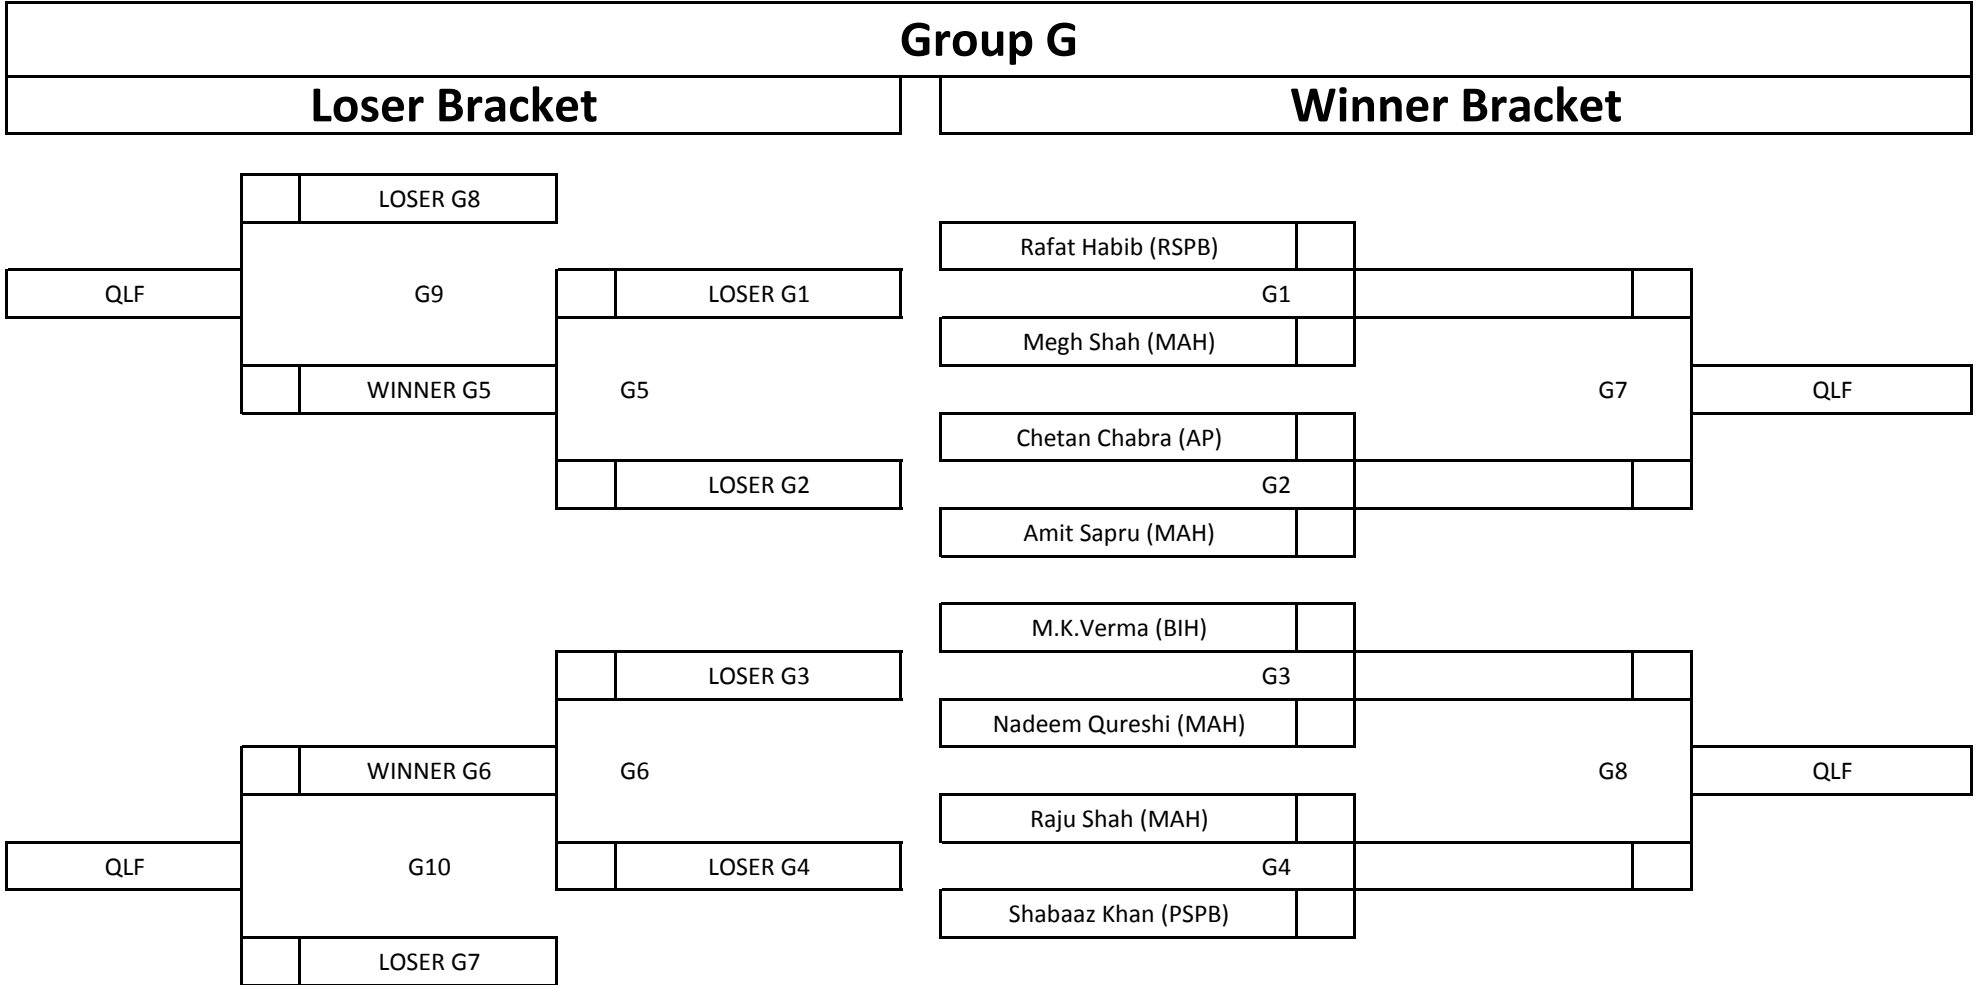 Group G
Loser Bracket
Winner Bracket
LOSER G8
Rafat Habib (RSPB)
QLF
G9
LOSER G1
G1
Megh Shah (MAH)
WINNER G5
G5
G7
QLF
Chetan Chabra (AP)
LOSER G2
G2
Amit Sapru (MAH)
M.K.Verma (BIH)
LOSER G3
G3
Nadeem Qureshi (MAH)
WINNER G6
G6
G8
QLF
Raju Shah (MAH)
QLF
G10
LOSER G4
G4
Shabaaz Khan (PSPB)
LOSER G7